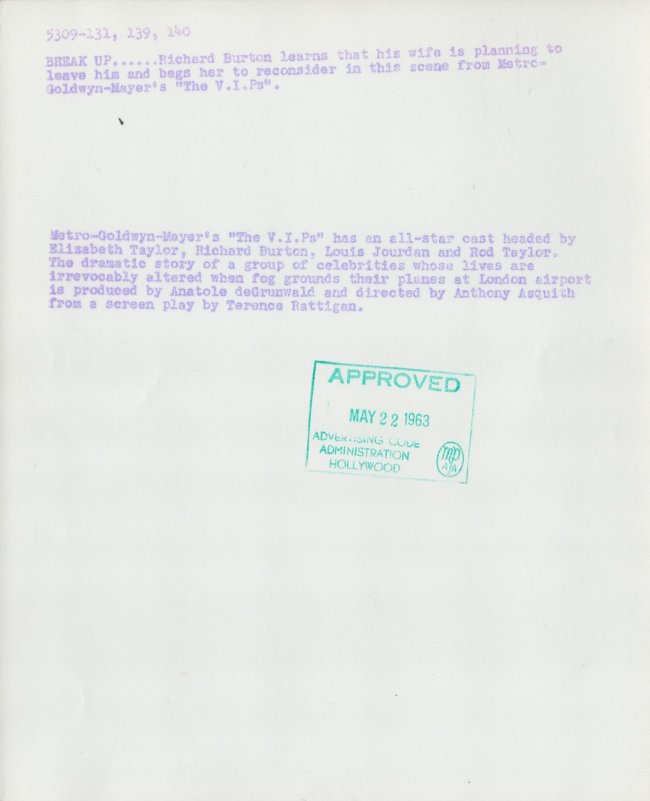 5309-131, 139, 140
BREAK UP......Richard Burton learns that his wife is planning to
leave him and begs her to reconsider in this scene from Metro-
Goldwyn-Mayer's "The V.I.Ps".
Metro-Goldwyn-Mayer's "The V.I.Ps" has an all-star cast headed by
Elizabeth Taylor, Richard Burton, Louis Jourdan and Rod Taylor.
The dramatic story of a group of celebrities whose lives are
irrevocably altered when fog grounds their planes at London airport
is produced by Anatole deGrunwald and directed by Anthony Asquith
from a screen play by Terence Rattigan.
APPROVED
MAY 22 1963
ADVERTISING CODE
ADMINISTRATION
HOLLYWOOD
mp
AA